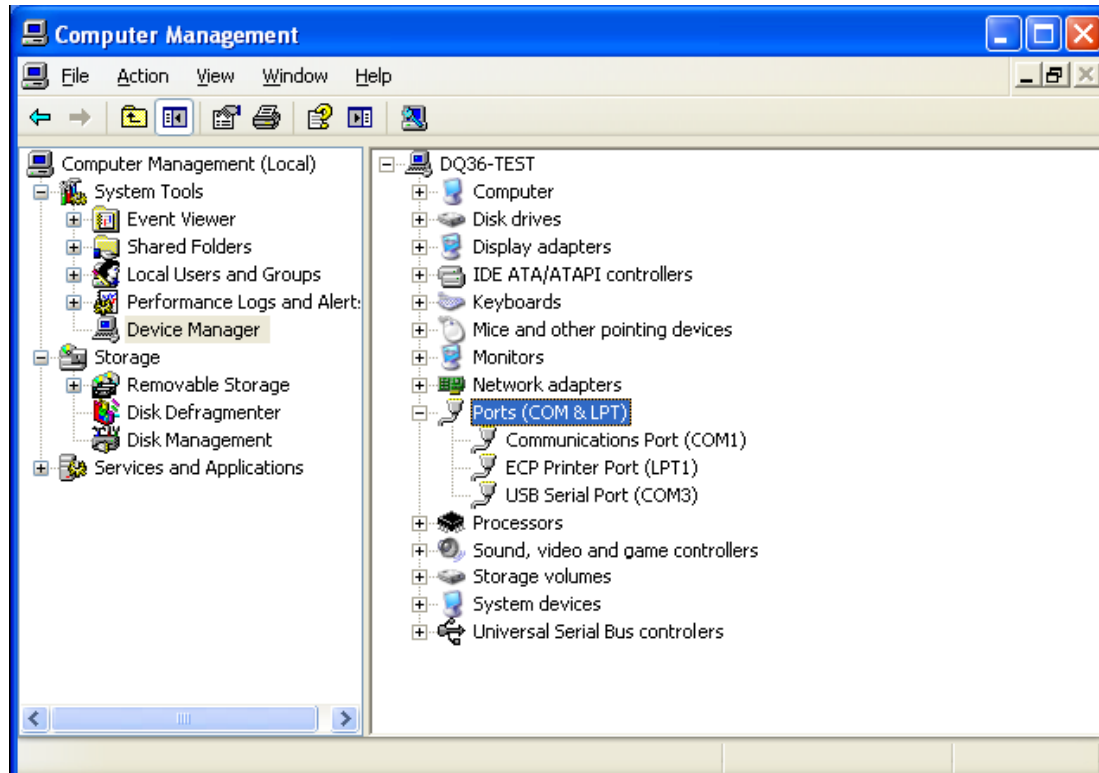 Computer Management
File Action View Window Help
Computer Management (Local)
System Tools
Event Viewer
Shared Folders
Local Users and Groups
Performance Logs and Alert:
Device Manager
Storage
Removable Storage
Disk Defragmenter
Disk Management
Services and Applications
DQ36-TEST
Computer
Disk drives
Display adapters
IDE ATA/ATAPI controllers
Keyboards
Mice and other pointing devices
Monitors
Network adapters
Ports (COM & LPT)
Communications Port (COM1)
ECP Printer Port (LPT1)
USB Serial Port (COM3)
Processors
Sound, video and game controllers
Storage volumes
System devices
Universal Serial Bus controlers